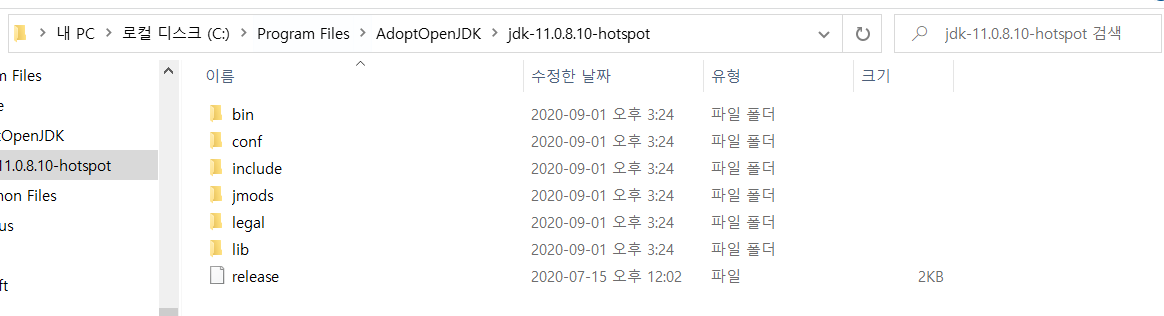 내 PC > 로컬 디스크 (C:) > Program Files > AdoptOpenJDK > jdk-11.0.8.10-hotspot
jdk-11.0.8.10-hotspot 검색
m Files
e
tOpenJDK
11.0.8.10-hotspot
non Files
us
ft
이름 수정한 날짜 유형 크기
bin 2020-09-01 오후 3:24 파일 폴더
conf 2020-09-01 오후 3:24 파일 폴더
include 2020-09-01 오후 3:24 파일 폴더
jmods 2020-09-01 오후 3:24 파일 폴더
legal 2020-09-01 오후 3:24 파일 폴더
lib 2020-09-01 오후 3:24 파일 폴더
release 2020-07-15 오후 12:02 파일 2KB